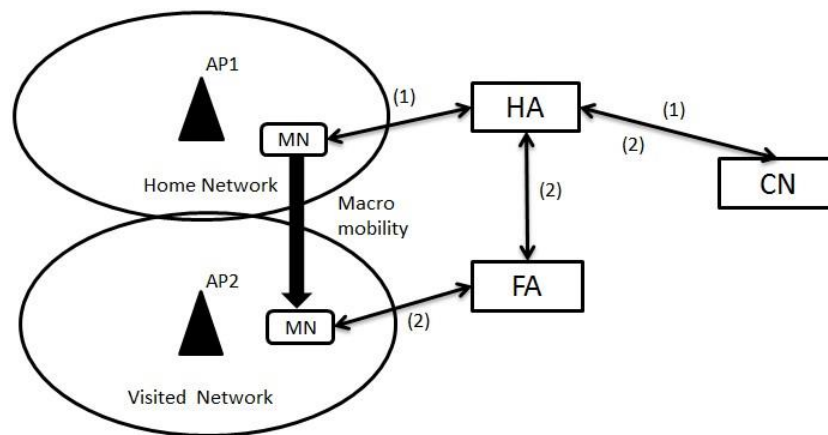 AP1
(1)
HA
(1)
MN
(2)
Home Network
(2)
CN
Macro
mobility
AP2
FA
MN
(2)
Visited Network